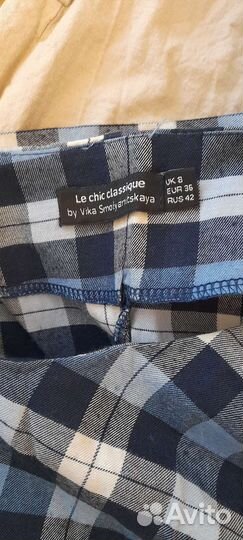 Le chic classique
by Vika Smolyanitskaya
UK 8
EUR 36
RUS 42
Avito